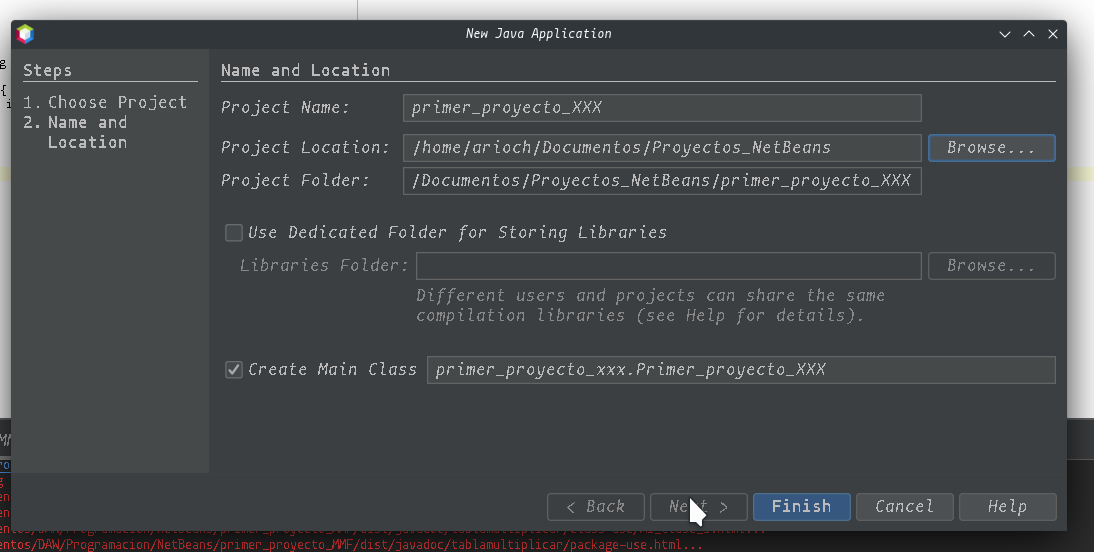 New Java Application
Steps
1. Choose Project
2. Name and
Location
Name and Location
Project Name: primer_proyecto_XXX
Project Location: /home/arioch/Documentos/Proyectos_NetBeans Browse...
Project Folder: /Documentos/Proyectos_NetBeans/primer_proyecto_XXX
Use Dedicated Folder for Storing Libraries
Libraries Folder: Browse...
Different users and projects can share the same
compilation libraries (see Help for details).
Create Main Class primer_proyecto_xxx.Primer_proyecto_XXX
< Back Next > Finish Cancel Help
entos/DAW/Programacion/NetBeans/primer_proyecto_MMF/dist/javadoc/tablamultiplicar/package-use.html...